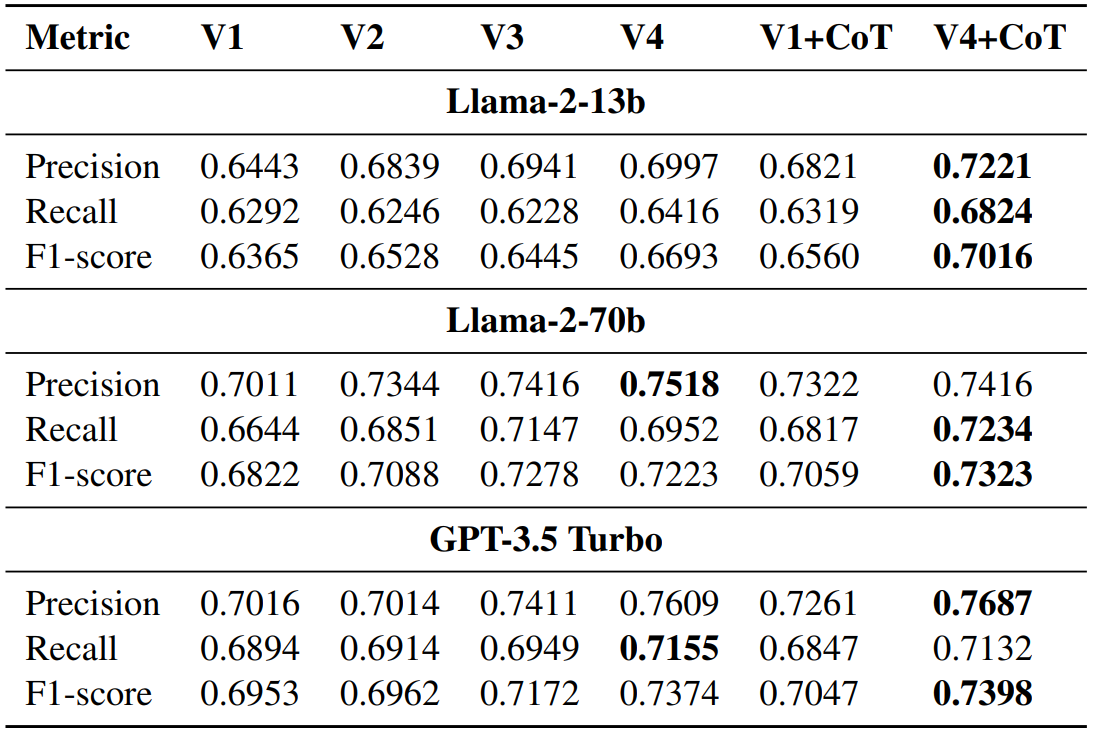 Metric V1 V2 V3 V4 V1+CoT V4+CoT
Llama-2-13b
Precision 0.6443 0.6839 0.6941 0.6997 0.6821 0.7221
Recall 0.6292 0.6246 0.6228 0.6416 0.6319 0.6824
F1-score 0.6365 0.6528 0.6445 0.6693 0.6560 0.7016
Llama-2-70b
Precision 0.7011 0.7344 0.7416 0.7518 0.7322 0.7416
Recall 0.6644 0.6851 0.7147 0.6952 0.6817 0.7234
F1-score 0.6822 0.7088 0.7278 0.7223 0.7059 0.7323
GPT-3.5 Turbo
Precision 0.7016 0.7014 0.7411 0.7609 0.7261 0.7687
Recall 0.6894 0.6914 0.6949 0.7155 0.6847 0.7132
F1-score 0.6953 0.6962 0.7172 0.7374 0.7047 0.7398